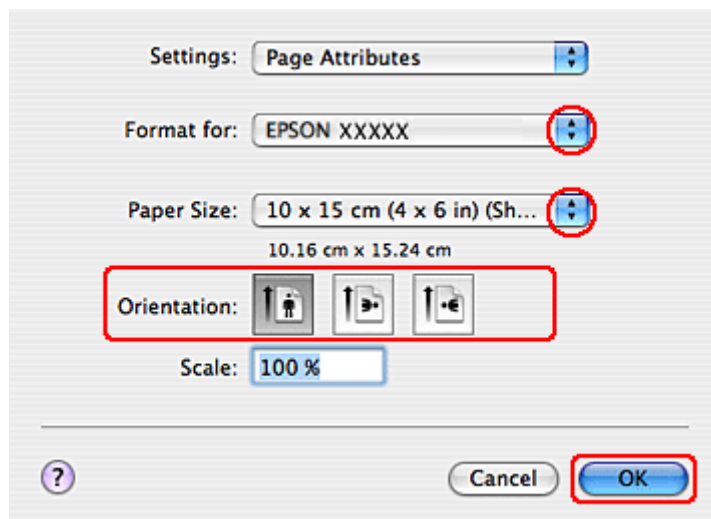 Settings: Page Attributes
Format for: EPSON XXXXX
Paper Size: 10 x 15 cm (4 x 6 in) (Sh...
10.16 cm x 15.24 cm
Orientation:
Scale: 100 %
? Cancel OK